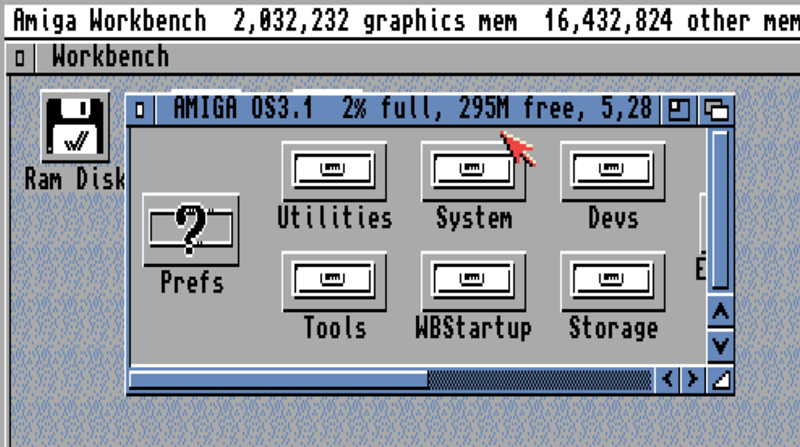 Amiga Workbench 2,032,232 graphics mem 16,432,824 other mem
Workbench
AMIGA OS3.1 2% full, 295M free, 5,28
Ram Disk
Utilities System Devs
Prefs
Tools WBStartup Storage